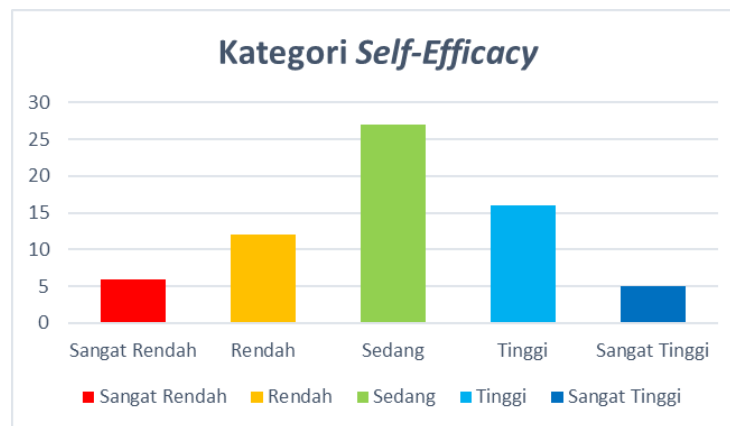 Kategori Self-Efficacy
30
25
20
15
10
5
0
Sangat Rendah Rendah Sedang Tinggi Sangat Tinggi
Sangat Rendah Rendah Sedang Tinggi Sangat Tinggi